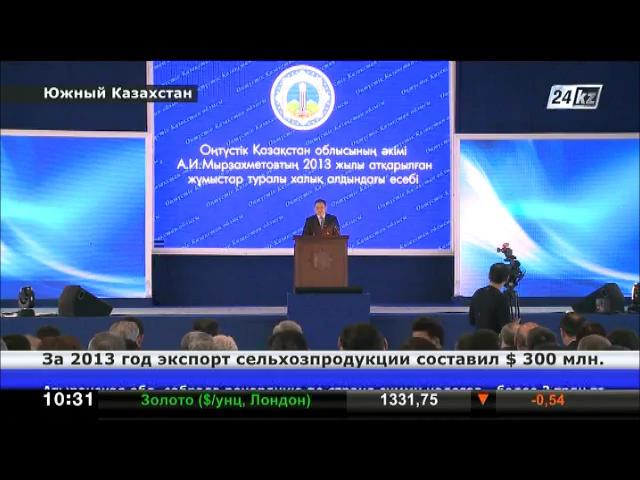 Южный Казахстан
24kz
Оңтүстік Қазақстан облысының әкімі
А.И.Мырзахметовтың 2013 жылы атқарылған
жұмыстар туралы халық алдындағы есебі
За 2013 год экспорт сельхозпродукции составил $ 300 млн.
10:31 Золото ($/унц, Лондон) 1331,75 ▼ -0,54